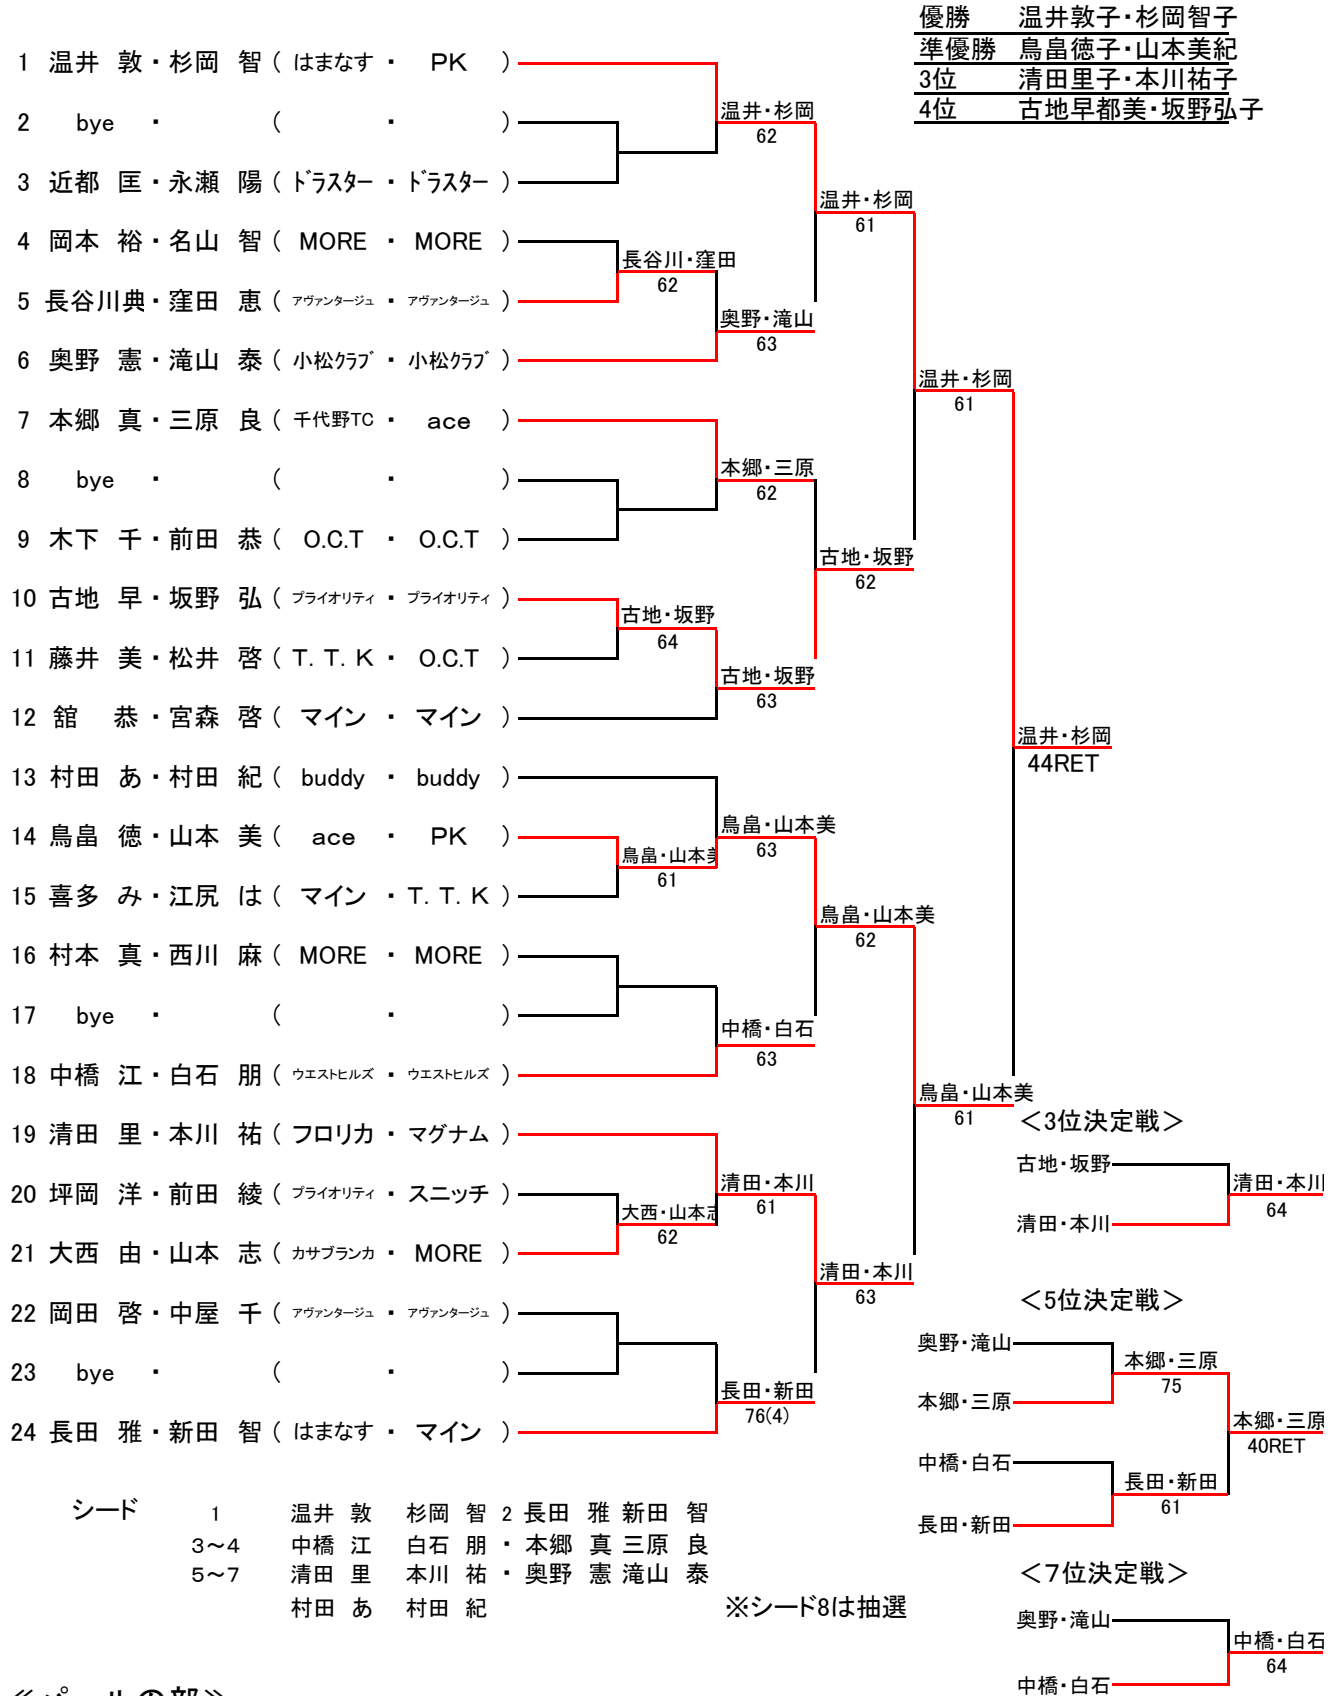 優勝 温井敦子・杉岡智子
準優勝 鳥畠徳子・山本美紀
3位 清田里子・本川祐子
4位 古地早都美・坂野弘子
1 温井 敦・杉岡 智 ( はまなす ・ PK )
2 bye ・ ( ・ )
3 近都 匡・永瀬 陽 ( ドラスター ・ ドラスター )
4 岡本 裕・名山 智 ( MORE ・ MORE )
5 長谷川典・窪田 恵 ( アヴァンタージュ ・ アヴァンタージュ )
6 奥野 憲・滝山 泰 ( 小松クラブ ・ 小松クラブ )
7 本郷 真・三原 良 ( 千代野TC ・ ace )
8 bye ・ ( ・ )
9 木下 千・前田 恭 ( O.C.T ・ O.C.T )
10 古地 早・坂野 弘 ( プライオリティ ・ プライオリティ )
11 藤井 美・松井 啓 ( T. T. K ・ O.C.T )
12 舘 恭・宮森 啓 ( マイン ・ マイン )
13 村田 あ・村田 紀 ( buddy ・ buddy )
14 鳥畠 徳・山本 美 ( ace ・ PK )
15 喜多 み・江尻 は ( マイン ・ T. T. K )
16 村本 真・西川 麻 ( MORE ・ MORE )
17 bye ・ ( ・ )
18 中橋 江・白石 朋 ( ウエストヒルズ ・ ウエストヒルズ )
19 清田 里・本川 祐 ( フロリカ ・ マグナム )
20 坪岡 洋・前田 綾 ( プライオリティ ・ スニッチ )
21 大西 由・山本 志 ( カサブランカ ・ MORE )
22 岡田 啓・中屋 千 ( アヴァンタージュ ・ アヴァンタージュ )
23 bye ・ ( ・ )
24 長田 雅・新田 智 ( はまなす ・ マイン )
長谷川・窪田
62
古地・坂野
64
鳥畠・山本美
61
大西・山本志
62
温井・杉岡
62
奥野・滝山
63
本郷・三原
62
古地・坂野
63
鳥畠・山本美
63
中橋・白石
63
清田・本川
61
長田・新田
76(4)
温井・杉岡
61
古地・坂野
62
鳥畠・山本美
62
清田・本川
63
温井・杉岡
61
鳥畠・山本美
61
温井・杉岡
44RET
＜3位決定戦＞
古地・坂野
清田・本川
清田・本川
64
＜5位決定戦＞
奥野・滝山
本郷・三原
中橋・白石
長田・新田
本郷・三原
75
長田・新田
61
本郷・三原
40RET
＜7位決定戦＞
奥野・滝山
中橋・白石
中橋・白石
64
シード 1 温井 敦 杉岡 智 2 長田 雅 新田 智
3～4 中橋 江 白石 朋 ・ 本郷 真 三原 良
5～7 清田 里 本川 祐 ・ 奥野 憲 滝山 泰
村田 あ 村田 紀 ※シード8は抽選